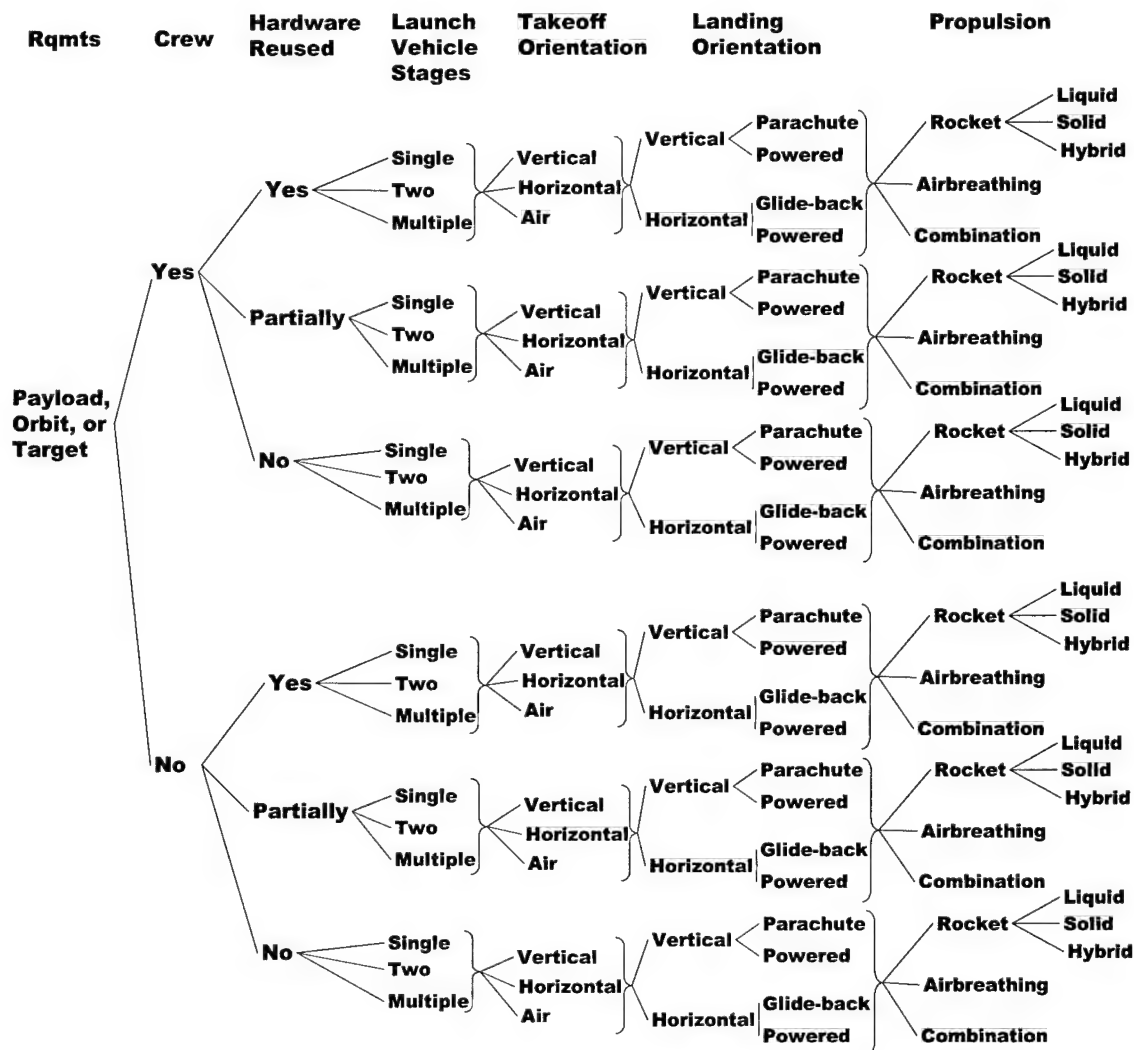 Rqmts
Crew
Hardware
Reused
Launch
Vehicle
Stages
Takeoff
Orientation
Landing
Orientation
Propulsion
Payload,
Orbit, or
Target
Yes
Yes
Single
Two
Multiple
Vertical
Horizontal
Air
Vertical
Parachute
Powered
Horizontal
Glide-back
Powered
Rocket
Liquid
Solid
Hybrid
Airbreathing
Combination
Partially
Single
Two
Multiple
Vertical
Horizontal
Air
Vertical
Parachute
Powered
Horizontal
Glide-back
Powered
Rocket
Liquid
Solid
Hybrid
Airbreathing
Combination
No
Single
Two
Multiple
Vertical
Horizontal
Air
Vertical
Parachute
Powered
Horizontal
Glide-back
Powered
Rocket
Liquid
Solid
Hybrid
Airbreathing
Combination
No
Yes
Single
Two
Multiple
Vertical
Horizontal
Air
Vertical
Parachute
Powered
Horizontal
Glide-back
Powered
Rocket
Liquid
Solid
Hybrid
Airbreathing
Combination
Partially
Single
Two
Multiple
Vertical
Horizontal
Air
Vertical
Parachute
Powered
Horizontal
Glide-back
Powered
Rocket
Liquid
Solid
Hybrid
Airbreathing
Combination
No
Single
Two
Multiple
Vertical
Horizontal
Air
Vertical
Parachute
Powered
Horizontal
Glide-back
Powered
Rocket
Liquid
Solid
Hybrid
Airbreathing
Combination